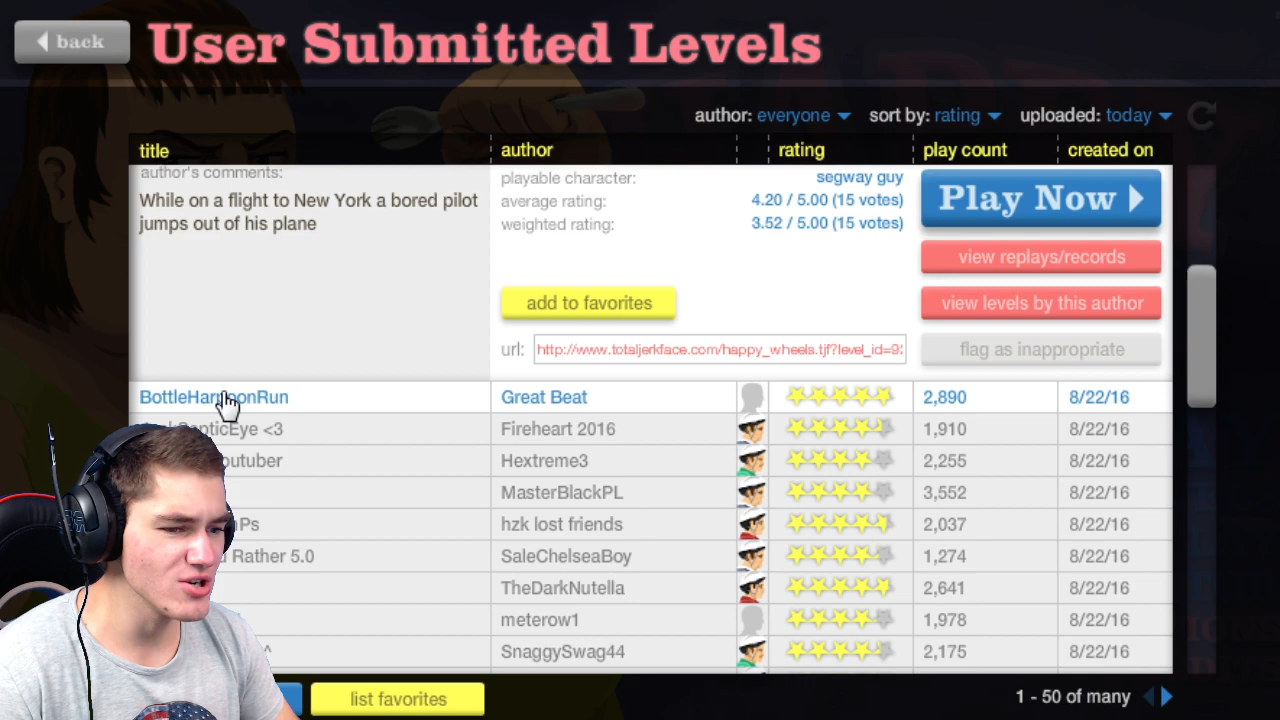 back
User Submitted Levels
author: everyone sort by: rating uploaded: today
title author rating play count created on
author's comments:
While on a flight to New York a bored pilot
jumps out of his plane
playable character: segway guy
average rating: 4.20 / 5.00 (15 votes)
weighted rating: 3.52 / 5.00 (15 votes)
Play Now
view replays/records
add to favorites
view levels by this author
url: http://www.totaljerkface.com/happy_wheels.tjf?level_id=9
flag as inappropriate
Great Beat 2,890 8/22/16
<3 Fireheart 2016 1,910 8/22/16
Hextreme3 2,255 8/22/16
MasterBlackPL 3,552 8/22/16
hzk lost friends 2,037 8/22/16
Rather 5.0 SaleChelseaBoy 1,274 8/22/16
TheDarkNutella 2,641 8/22/16
meterow1 1,978 8/22/16
^ SnaggySwag44 2,175 8/22/16
list favorites
1 - 50 of many